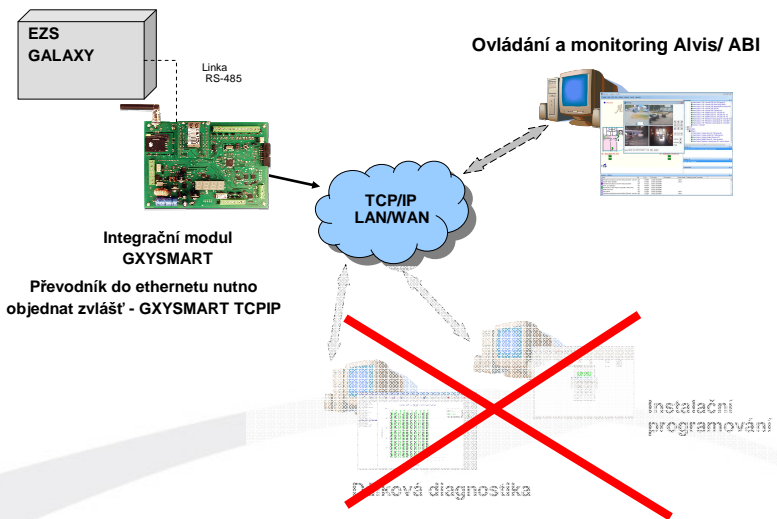 EZS
GALAXY
Linka
RS-485
Ovládání a monitoring Alvis/ ABI
TCP/IP
LAN/WAN
Integrační modul
GXYSMART
Převodník do ethernetu nutno
objednat zvlášť - GXYSMART TCPIP
Instalační
programování
Dálková diagnostika